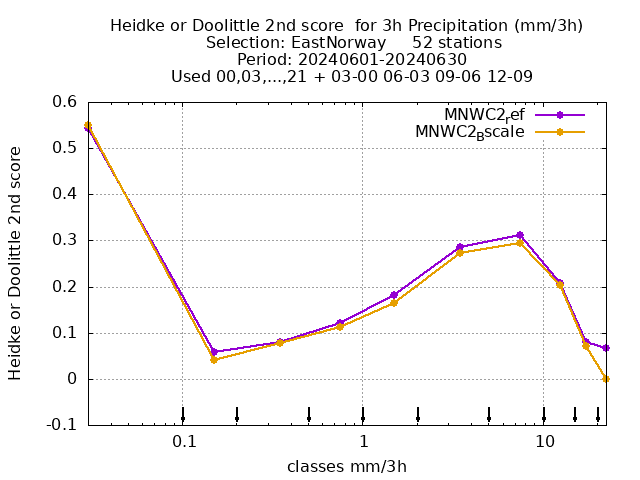 Heidke or Doolittle 2nd score  for 3h Precipitation (mm/3h)
Selection: EastNorway     52 stations
Period: 20240601-20240630
Used 00,03,...,21 + 03-00 06-03 09-06 12-09
MNWC2ref
MNWC2Bscale
0.6
0.5
0.4
0.3
0.2
0.1
0
-0.1
Heidke or Doolittle 2nd score
0.1
1
10
classes mm/3h